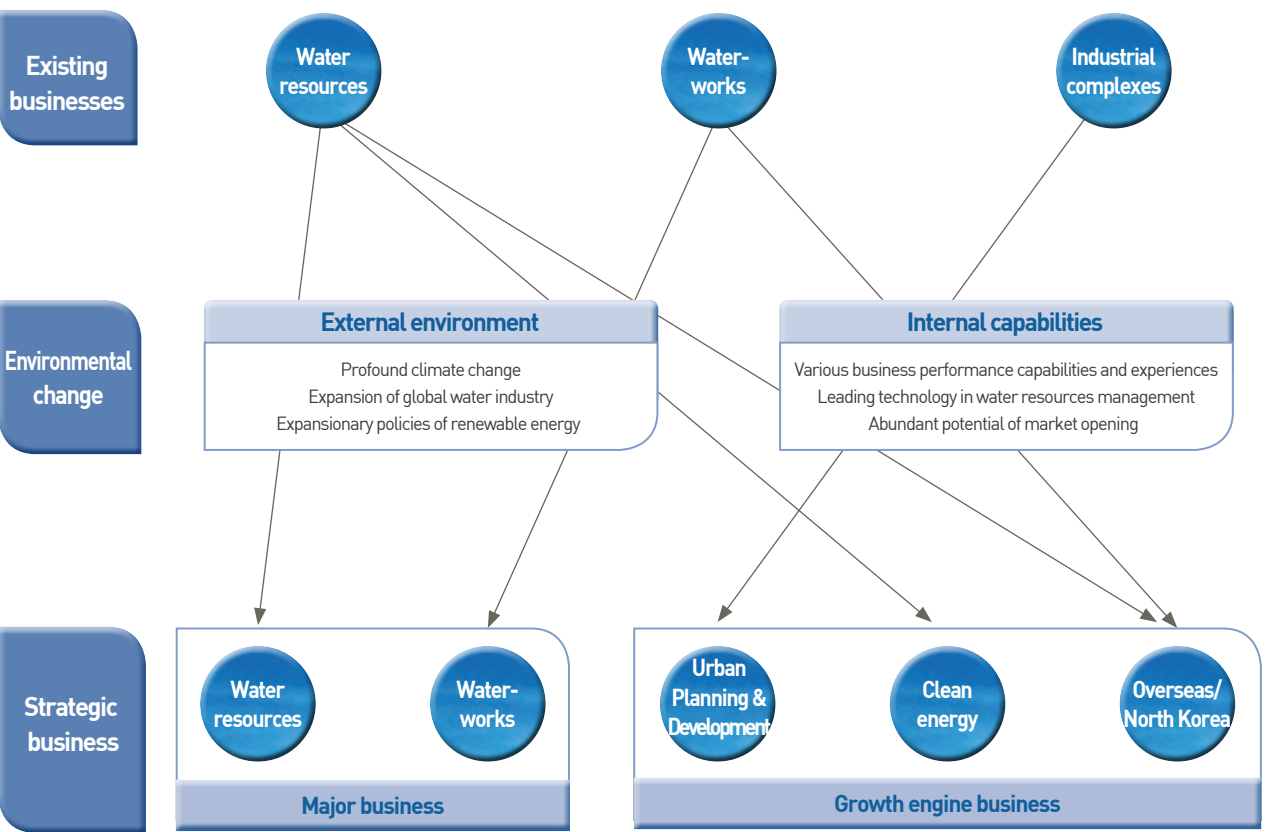 Existing
businesses
Water
resources
Water-
works
Industrial
complexes
Environmental
change
External environment
Profound climate change
Expansion of global water industry
Expansionary policies of renewable energy
Internal capabilities
Various business performance capabilities and experiences
Leading technology in water resources management
Abundant potential of market opening
Strategic
business
Water
resources
Water-
works
Major business
Urban
Planning &
Development
Clean
energy
Overseas/
North Korea
Growth engine business